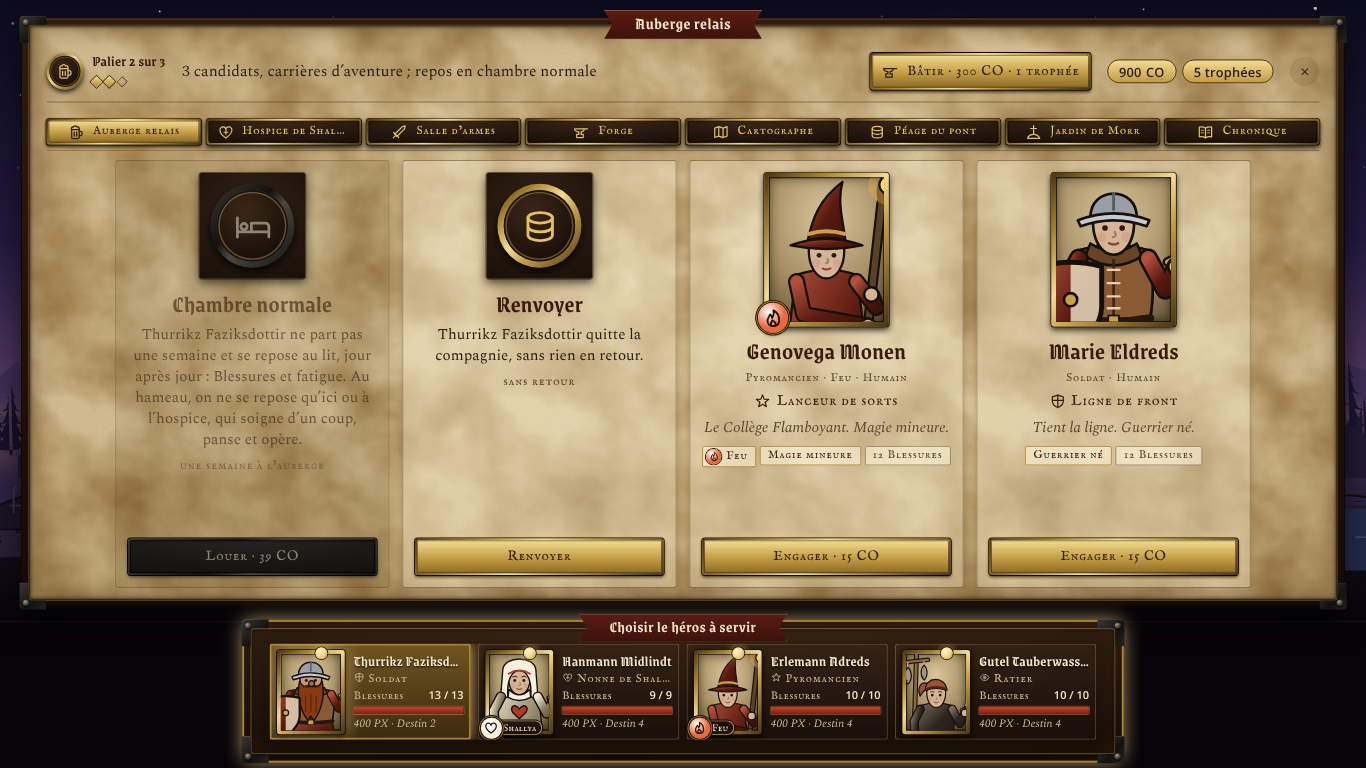 Auberge relais
Palier 2 sur 3
3 candidats, carrières d'aventure ; repos en chambre normale
Bâtir · 300 CO · 1 trophée
900 CO
5 trophées
×
Auberge relais
Hospice de Shal...
Salle d'armes
Forge
Cartographe
Péage du pont
Jardin de Morr
Chronique
Chambre normale
Thurrikz Faziksdottir ne part pas
une semaine et se repose au lit, jour
après jour : Blessures et fatigue. Au
hameau, on ne se repose qu'ici ou à
l'hospice, qui soigne d'un coup,
panse et opère.
une semaine à l'auberge
Louer · 39 CO
Renvoyer
Thurrikz Faziksdottir quitte la
compagnie, sans rien en retour.
sans retour
Renvoyer
Genovega Monen
Pyromancien · Feu · Humain
Lanceur de sorts
Le Collège Flamboyant. Magie mineure.
Feu
Magie mineure
12 Blessures
Engager · 15 CO
Marie Eldreds
Soldat · Humain
Ligne de front
Tient la ligne. Guerrier né.
Guerrier né
12 Blessures
Engager · 15 CO
Choisir le héros à servir
Thurrikz Faziksd...
Soldat
Blessures 13 / 13
400 PX · Destin 2
Hanmann Midlindt
Nonne de Shal...
Blessures 9 / 9
400 PX · Destin 4
Shallya
Erlemann Adreds
Pyromancien
Blessures 10 / 10
400 PX · Destin 4
Feu
Gutel Tauberwass...
Ratier
Blessures 10 / 10
400 PX · Destin 4